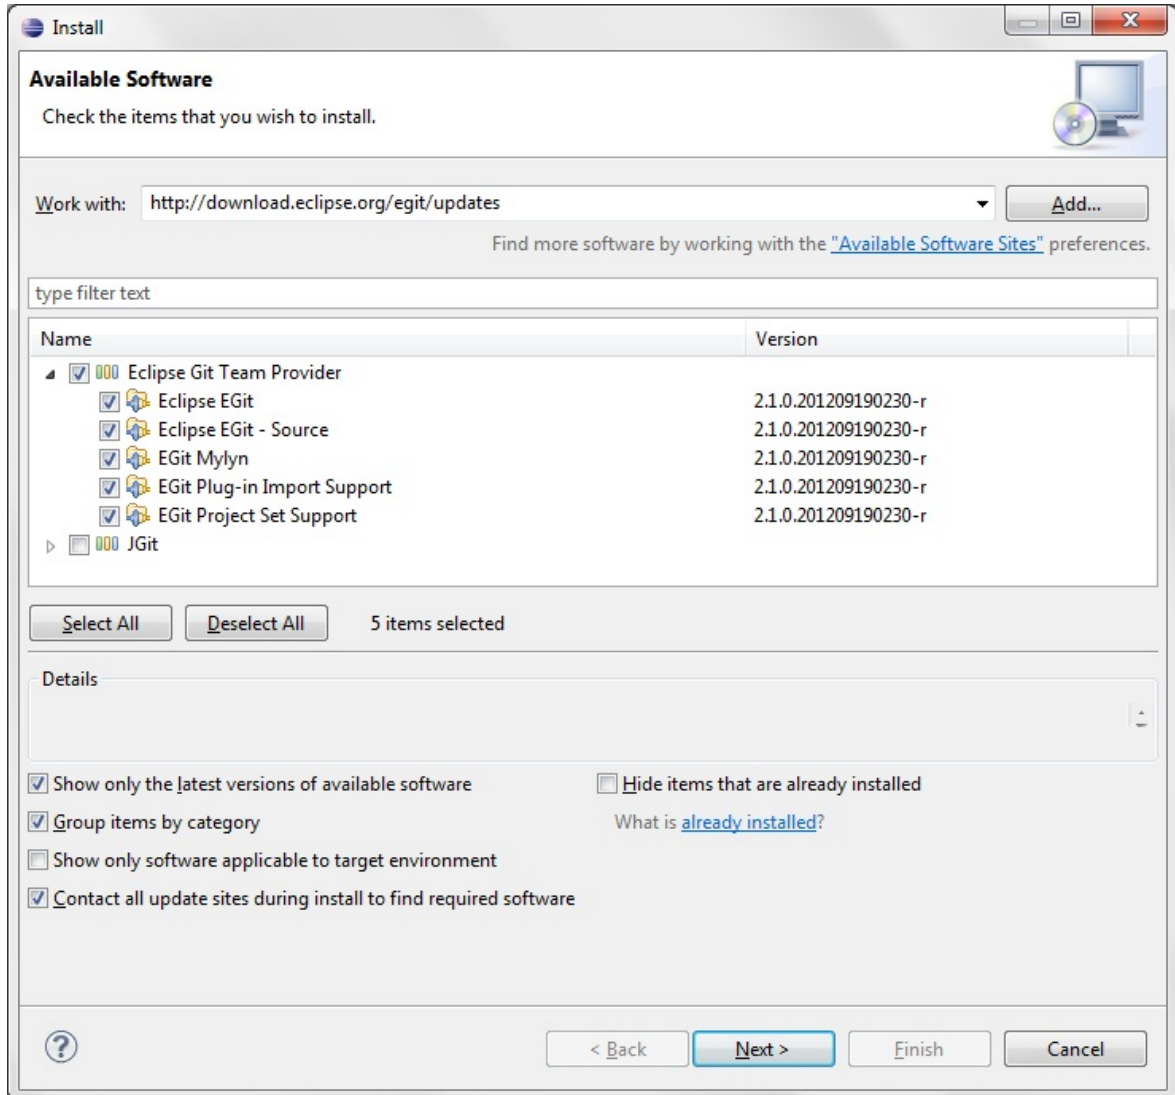 Install
Available Software
Check the items that you wish to install.
Work with: http://download.eclipse.org/egit/updates Add...
Find more software by working with the "Available Software Sites" preferences.
type filter text
Name Version
Eclipse Git Team Provider
Eclipse EGit 2.1.0.201209190230-r
Eclipse EGit - Source 2.1.0.201209190230-r
EGit Mylyn 2.1.0.201209190230-r
EGit Plug-in Import Support 2.1.0.201209190230-r
EGit Project Set Support 2.1.0.201209190230-r
JGit
Select All Deselect All 5 items selected
Details
Show only the latest versions of available software Hide items that are already installed
Group items by category What is already installed?
Show only software applicable to target environment
Contact all update sites during install to find required software
? < Back Next > Finish Cancel